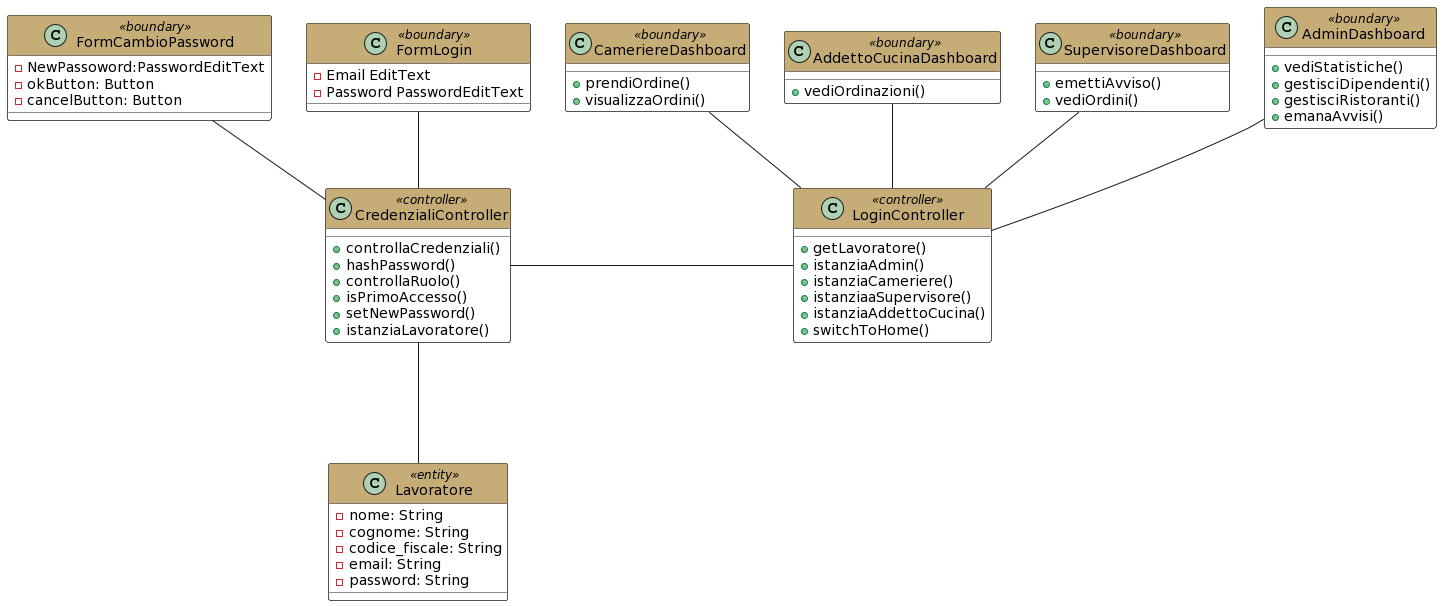 «boundary»
C FormCambioPassword
NewPassoword:PasswordEditText
okButton: Button
cancelButton: Button
«boundary»
C FormLogin
Email EditText
Password PasswordEditText
«boundary»
C CameriereDashboard
prendiOrdine()
visualizzaOrdini()
«boundary»
C AddettoCucinaDashboard
vediOrdinazioni()
«boundary»
C SupervisoreDashboard
emettiAvviso()
vediOrdini()
«boundary»
C AdminDashboard
vediStatistiche()
gestisciDipendenti()
gestisciRistoranti()
emanaAvvisi()
«controller»
C CredenzialiController
controllaCredenziali()
hashPassword()
controllaRuolo()
isPrimoAccesso()
setNewPassword()
istanziaLavoratore()
«controller»
C LoginController
getLavoratore()
istanziaAdmin()
istanziaCameriere()
istanziaaSupervisore()
istanziaAddettoCucina()
switchToHome()
«entity»
C Lavoratore
nome: String
cognome: String
codice_fiscale: String
email: String
password: String